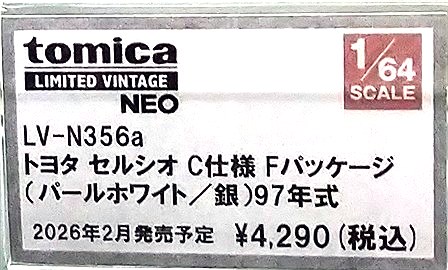 tomica
LIMITED VINTAGE
NEO
1/64
SCALE
LV-N356a
トヨタ セルシオ C仕様 Fパッケージ
(パールホワイト/銀)97年式
2026年2月発売予定 ¥4,290(税込)